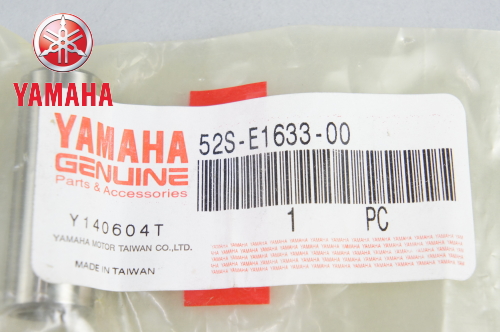 YAMAHA
YAMAHA
GENUINE
Parts & Accessories
52S-E1633-00
1 PC
Y140604T
YAMAHA MOTOR TAIWAN CO.,LTD.
MADE IN TAIWAN